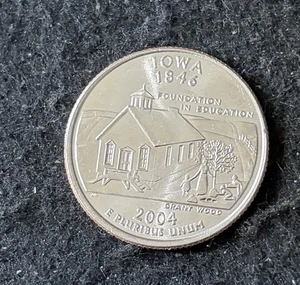 IOWA
1846
FOUNDATION
IN EDUCATION
GRANT WOOD
2004
E PLURIBUS UNUM